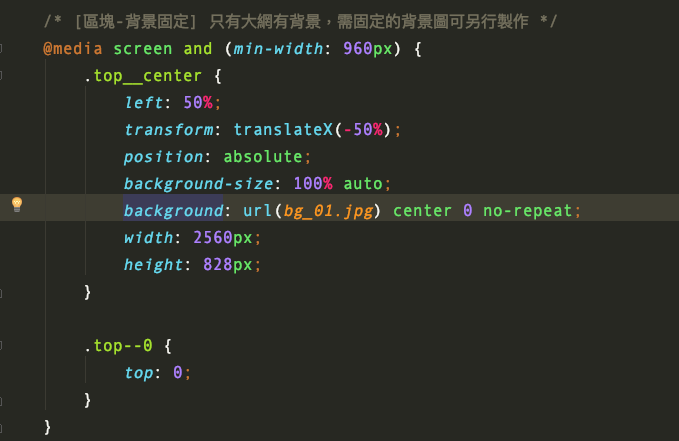 /* [區塊-背景固定] 只有大網有背景，需固定的背景圖可另行製作 */
@media screen and (min-width: 960px) {
.top__center {
left: 50%;
transform: translateX(-50%);
position: absolute;
background-size: 100% auto;
background: url(bg_01.jpg) center 0 no-repeat;
width: 2560px;
height: 828px;
}
.top--0 {
top: 0;
}
}